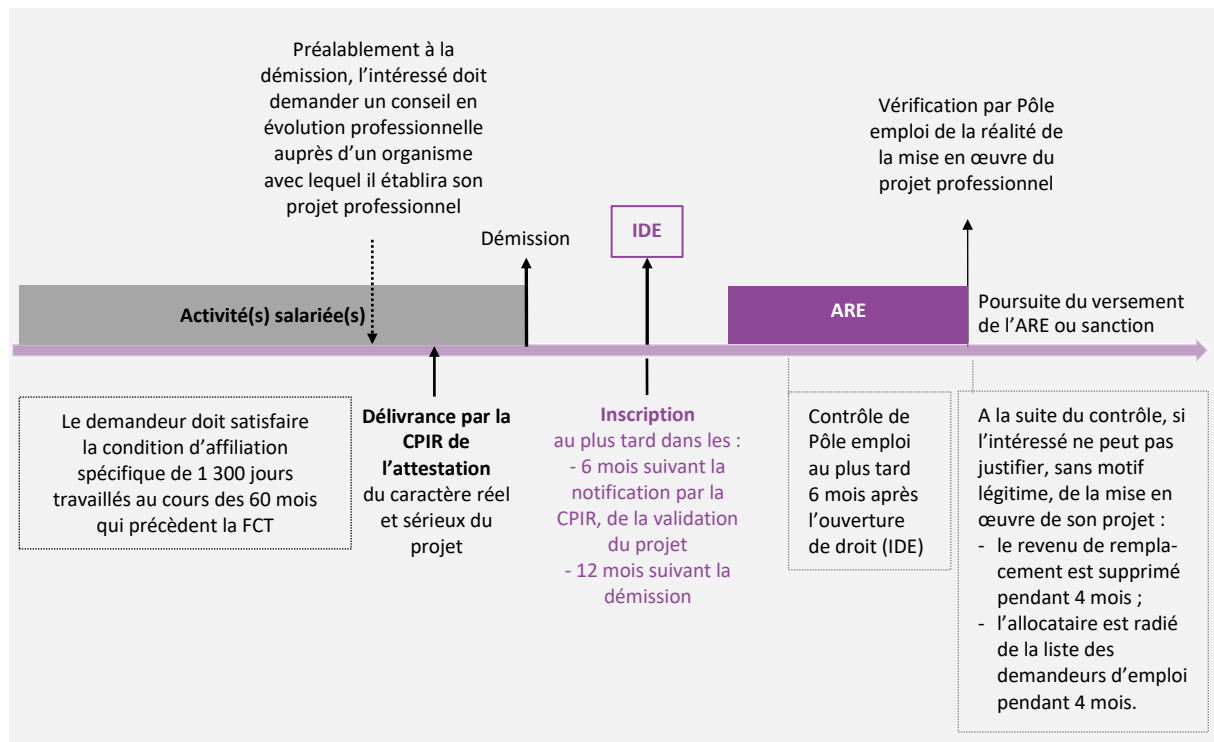 Préalablement à la
démission, l’intéressé doit
demander un conseil en
évolution professionnelle
auprès d’un organisme
avec lequel il établira son
projet professionnel
Démission
IDE
Vérification par Pôle
emploi de la réalité de
la mise en œuvre du
projet professionnel
Activité(s) salariée(s)
ARE
Poursuite du versement
de l’ARE ou sanction
Le demandeur doit satisfaire
la condition d’affiliation
spécifique de 1 300 jours
travaillés au cours des 60 mois
qui précèdent la FCT
Délivrance par la
CPIR de
l’attestation
du caractère réel
et sérieux du
projet
Inscription
au plus tard dans les :
- 6 mois suivant la
notification par la
CPIR, de la validation
du projet
- 12 mois suivant la
démission
Contrôle de
Pôle emploi
au plus tard
6 mois après
l’ouverture
de droit (IDE)
A la suite du contrôle, si
l’intéressé ne peut pas
justifier, sans motif
légitime, de la mise en
œuvre de son projet :
- le revenu de rempla-
cement est supprimé
pendant 4 mois ;
- l’allocataire est radié
de la liste des
demandeurs d’emploi
pendant 4 mois.